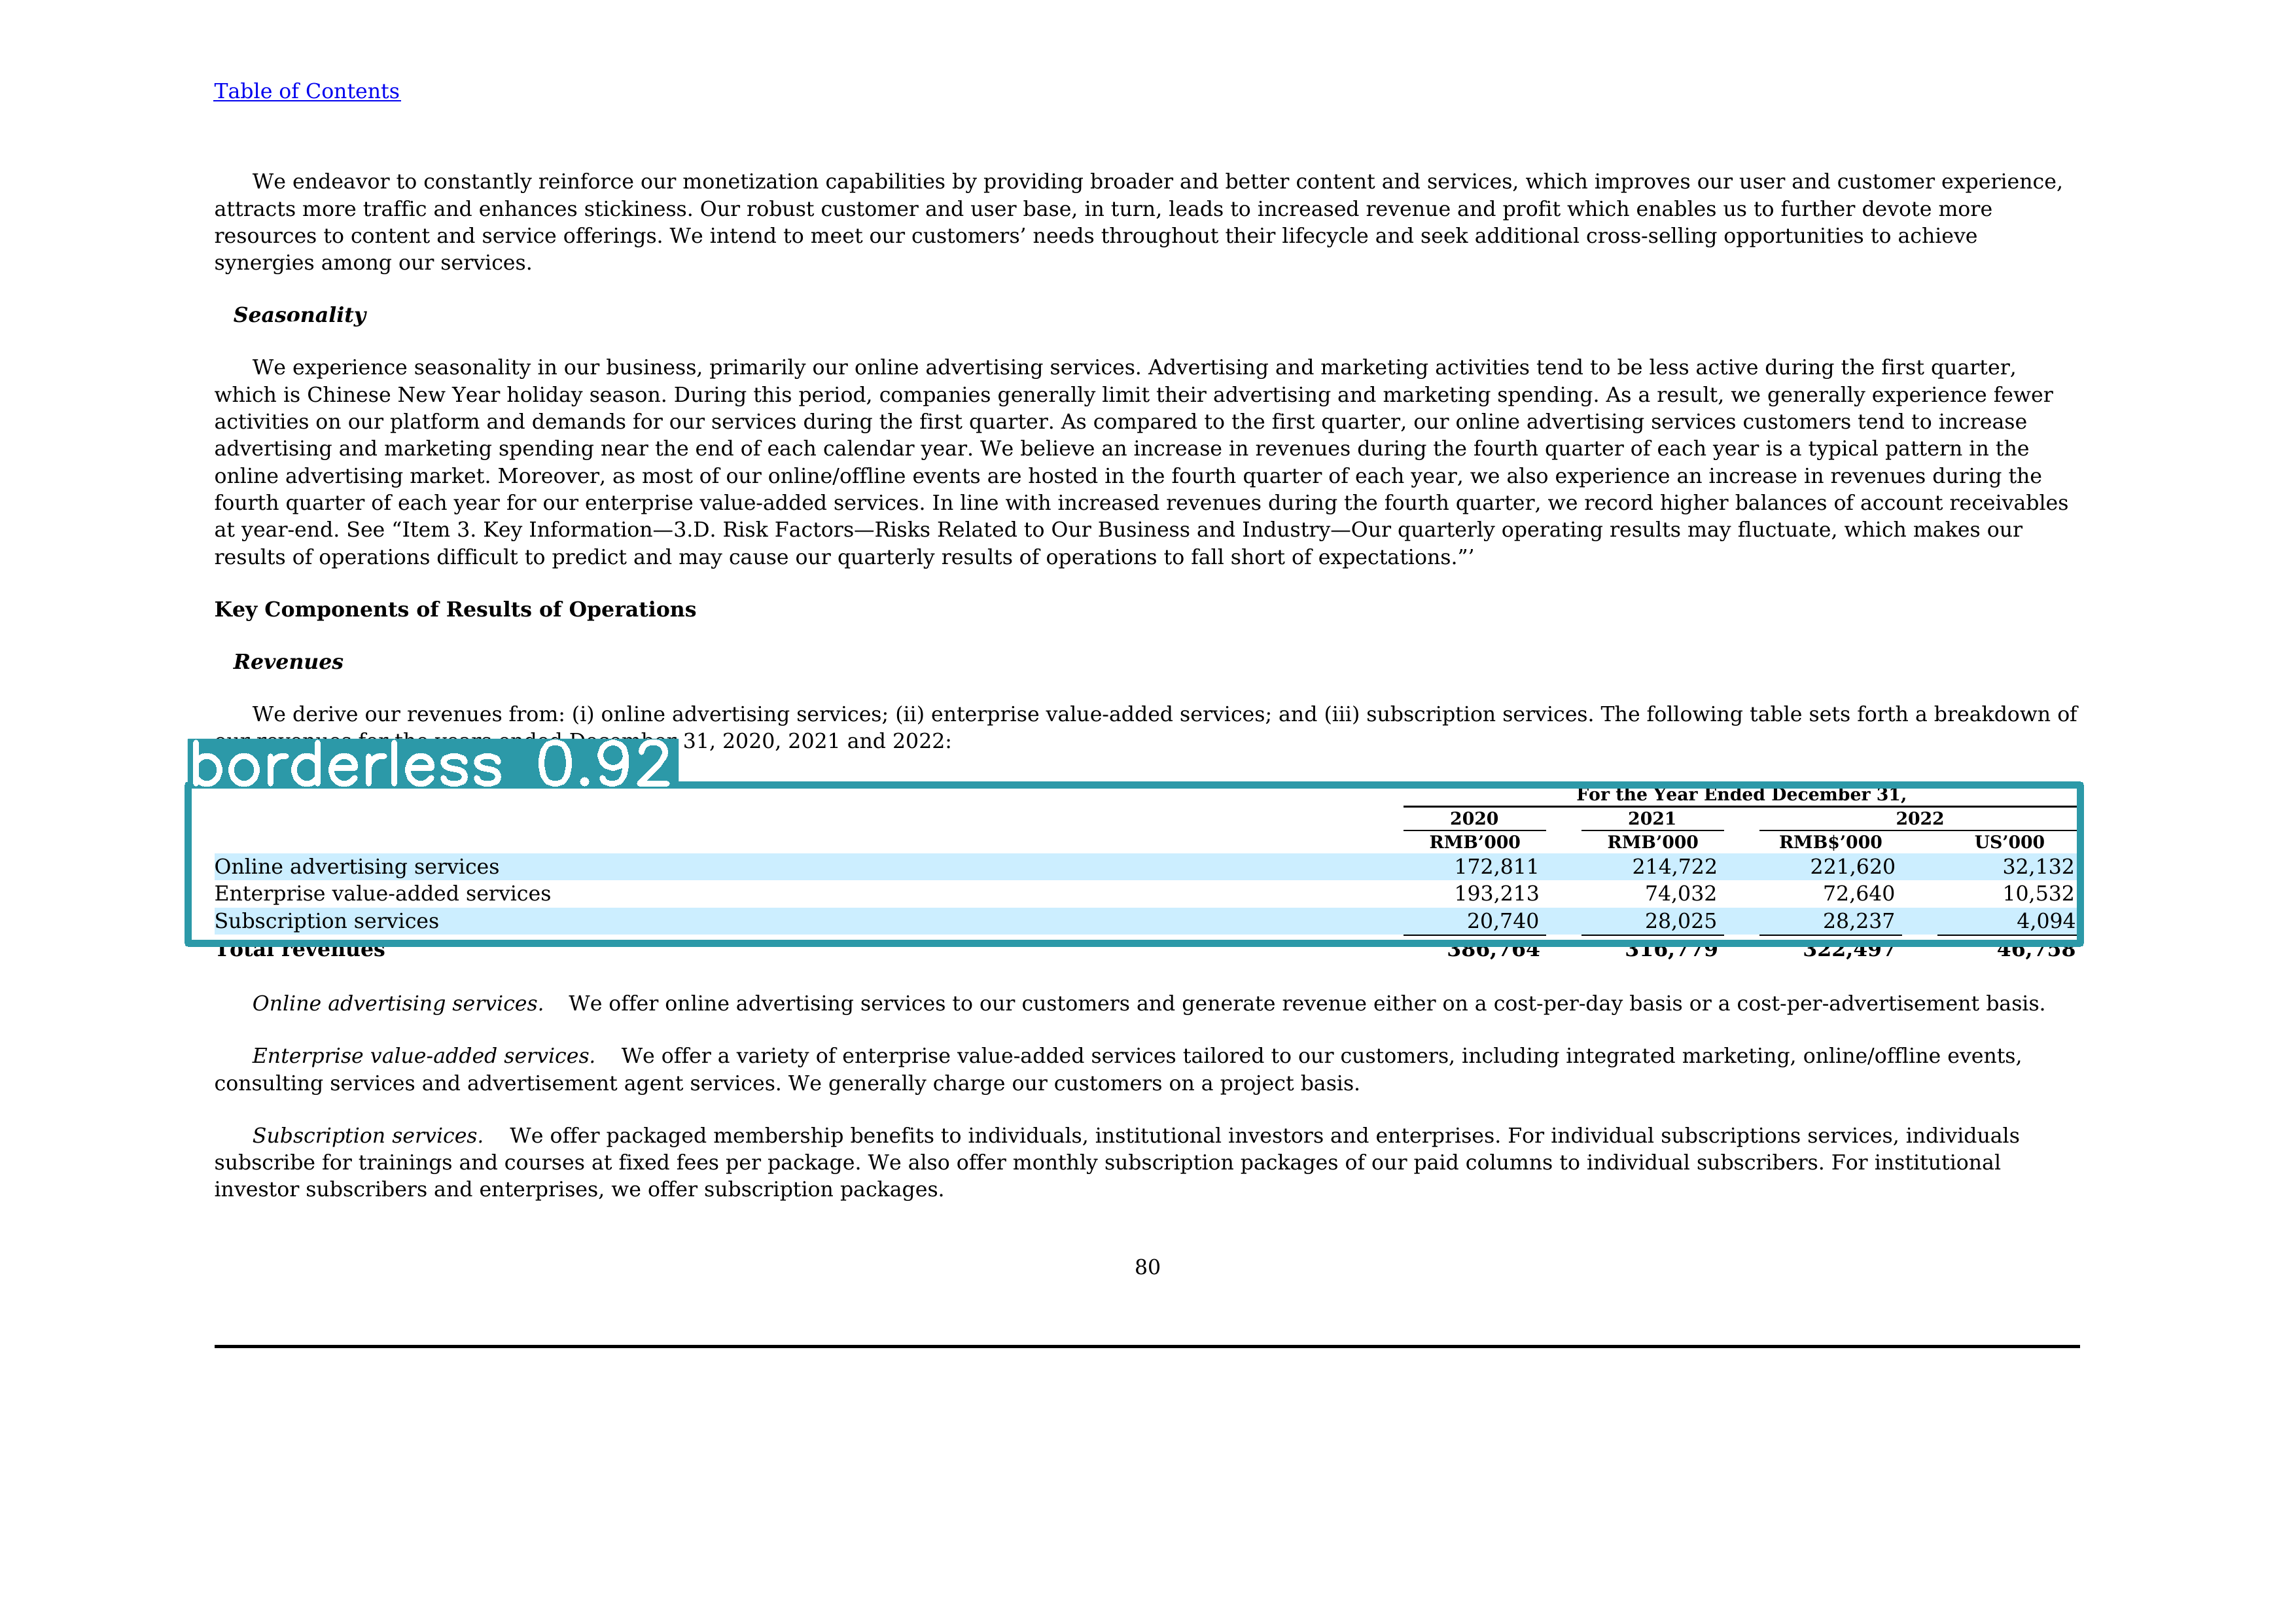 Table of Contents
We endeavor to constantly reinforce our monetization capabilities by providing broader and better content and services, which improves our user and customer experience,
attracts more traffic and enhances stickiness. Our robust customer and user base, in turn, leads to increased revenue and profit which enables us to further devote more
resources to content and service offerings. We intend to meet our customers’ needs throughout their lifecycle and seek additional cross-selling opportunities to achieve
synergies among our services.
Seasonality
We experience seasonality in our business, primarily our online advertising services. Advertising and marketing activities tend to be less active during the first quarter,
which is Chinese New Year holiday season. During this period, companies generally limit their advertising and marketing spending. As a result, we generally experience fewer
activities on our platform and demands for our services during the first quarter. As compared to the first quarter, our online advertising services customers tend to increase
advertising and marketing spending near the end of each calendar year. We believe an increase in revenues during the fourth quarter of each year is a typical pattern in the
online advertising market. Moreover, as most of our online/offline events are hosted in the fourth quarter of each year, we also experience an increase in revenues during the
fourth quarter of each year for our enterprise value-added services. In line with increased revenues during the fourth quarter, we record higher balances of account receivables
at year-end. See “Item 3. Key Information—3.D. Risk Factors—Risks Related to Our Business and Industry—Our quarterly operating results may fluctuate, which makes our
results of operations difficult to predict and may cause our quarterly results of operations to fall short of expectations.”’
Key Components of Results of Operations
Revenues
We derive our revenues from: (i) online advertising services; (ii) enterprise value-added services; and (iii) subscription services. The following table sets forth a breakdown of
our revenues for the years ended December 31, 2020, 2021 and 2022:
borderless 0.92
For the Year Ended December 31,
2020 2021 2022
RMB’000 RMB’000 RMB$’000 US’000
Online advertising services 172,811 214,722 221,620 32,132
Enterprise value-added services 193,213 74,032 72,640 10,532
Subscription services 20,740 28,025 28,237 4,094
Total revenues 386,764 316,779 322,497 46,758
Online advertising services. We offer online advertising services to our customers and generate revenue either on a cost-per-day basis or a cost-per-advertisement basis.
Enterprise value-added services. We offer a variety of enterprise value-added services tailored to our customers, including integrated marketing, online/offline events,
consulting services and advertisement agent services. We generally charge our customers on a project basis.
Subscription services. We offer packaged membership benefits to individuals, institutional investors and enterprises. For individual subscriptions services, individuals
subscribe for trainings and courses at fixed fees per package. We also offer monthly subscription packages of our paid columns to individual subscribers. For institutional
investor subscribers and enterprises, we offer subscription packages.
80